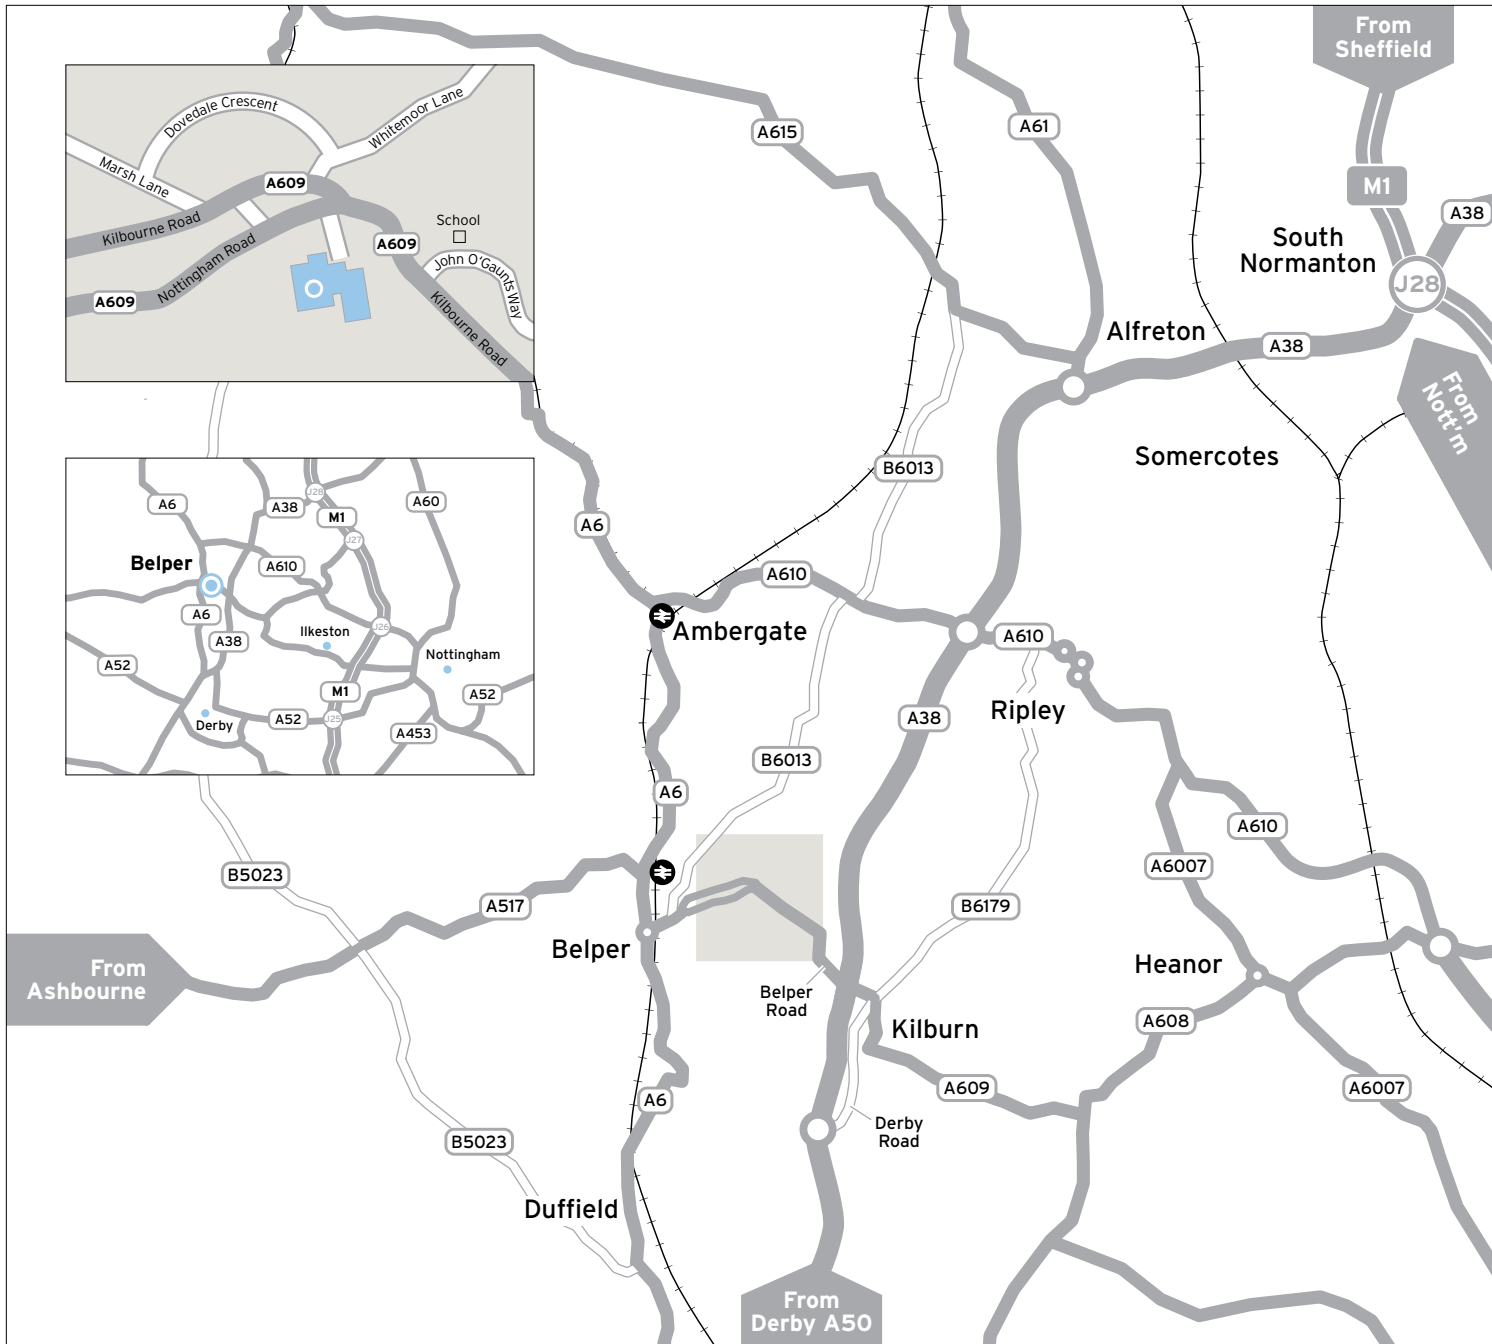 From
Sheffield
A615
A61
M1
A38
South
Normanton
J28
Alfreton
A38
From
Nott'm
Somercotes
B6013
A6
A610
Ambergate
A610
Ripley
A38
B6013
A6
A610
A6007
B5023
A517
B6179
Belper
Heanor
From
Ashbourne
Belper
Road
Kilburn
A608
A609
A6007
A6
Derby
Road
B5023
Duffield
From
Derby A50
Dovedale Crescent
Whitemoor Lane
Marsh Lane
A609
Kilbourne Road
School
A609
Nottingham Road
John O'Gaunts Way
A609
Kilbourne Road
A6
J28
A38
M1
A60
J27
Belper
A610
A6
A38
Ilkeston
J26
Nottingham
A52
M1
A52
Derby
A52
J25
A453